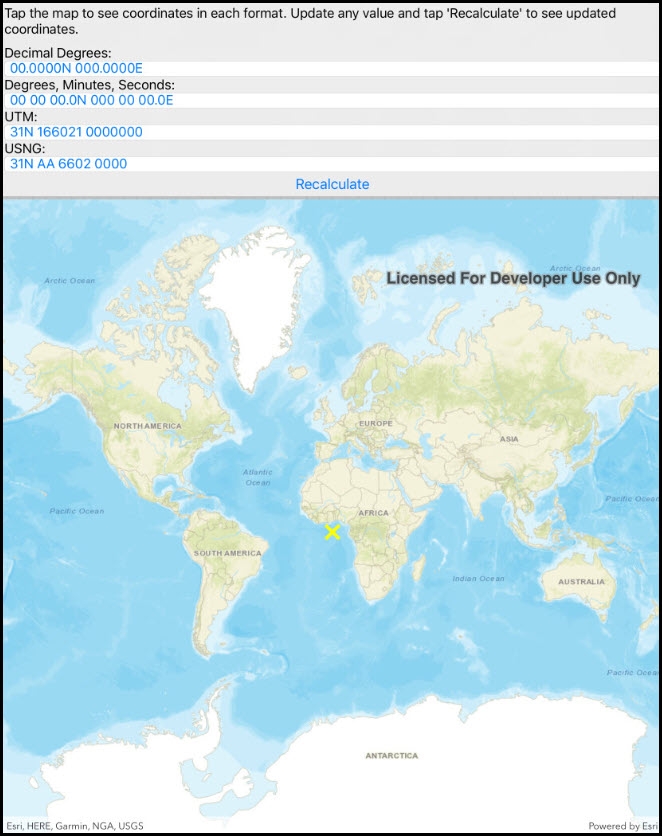 Tap the map to see coordinates in each format. Update any value and tap 'Recalculate' to see updated
coordinates.
Decimal Degrees:
00.0000N 000.0000E
Degrees, Minutes, Seconds:
00 00 00.0N 000 00 00.0E
UTM:
31N 166021 0000000
USNG:
31N AA 6602 0000
Recalculate
Arctic Ocean
Arctic Ocean
Licensed For Developer Use Only
NORTH AMERICA
EUROPE
ASIA
Atlantic
Ocean
Pacific Ocean
Pacific Ocean
AFRICA
SOUTH AMERICA
Indian Ocean
AUSTRALIA
Pacific Ocean
ANTARCTICA
Esri, HERE, Garmin, NGA, USGS
Powered by Esri